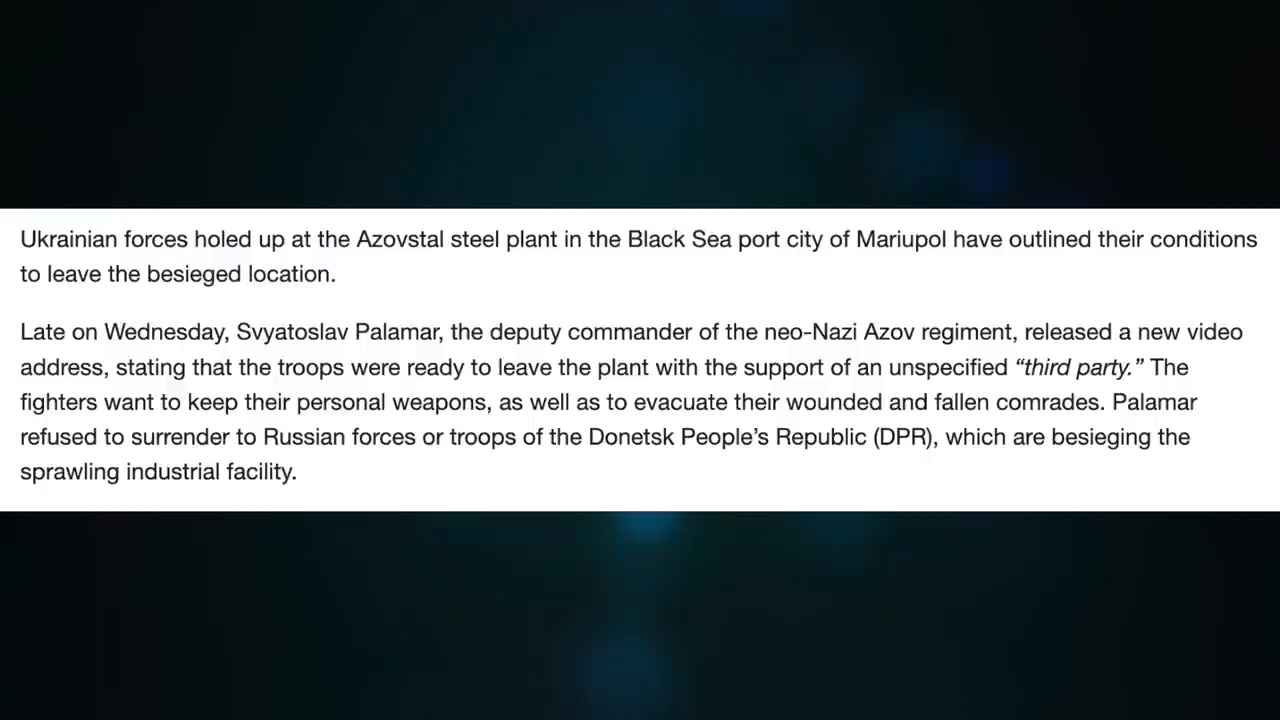 Ukrainian forces holed up at the Azovstal steel plant in the Black Sea port city of Mariupol have outlined their conditions
to leave the besieged location.
Late on Wednesday, Svyatoslav Palamar, the deputy commander of the neo-Nazi Azov regiment, released a new video
address, stating that the troops were ready to leave the plant with the support of an unspecified “third party.” The
fighters want to keep their personal weapons, as well as to evacuate their wounded and fallen comrades. Palamar
refused to surrender to Russian forces or troops of the Donetsk People’s Republic (DPR), which are besieging the
sprawling industrial facility.